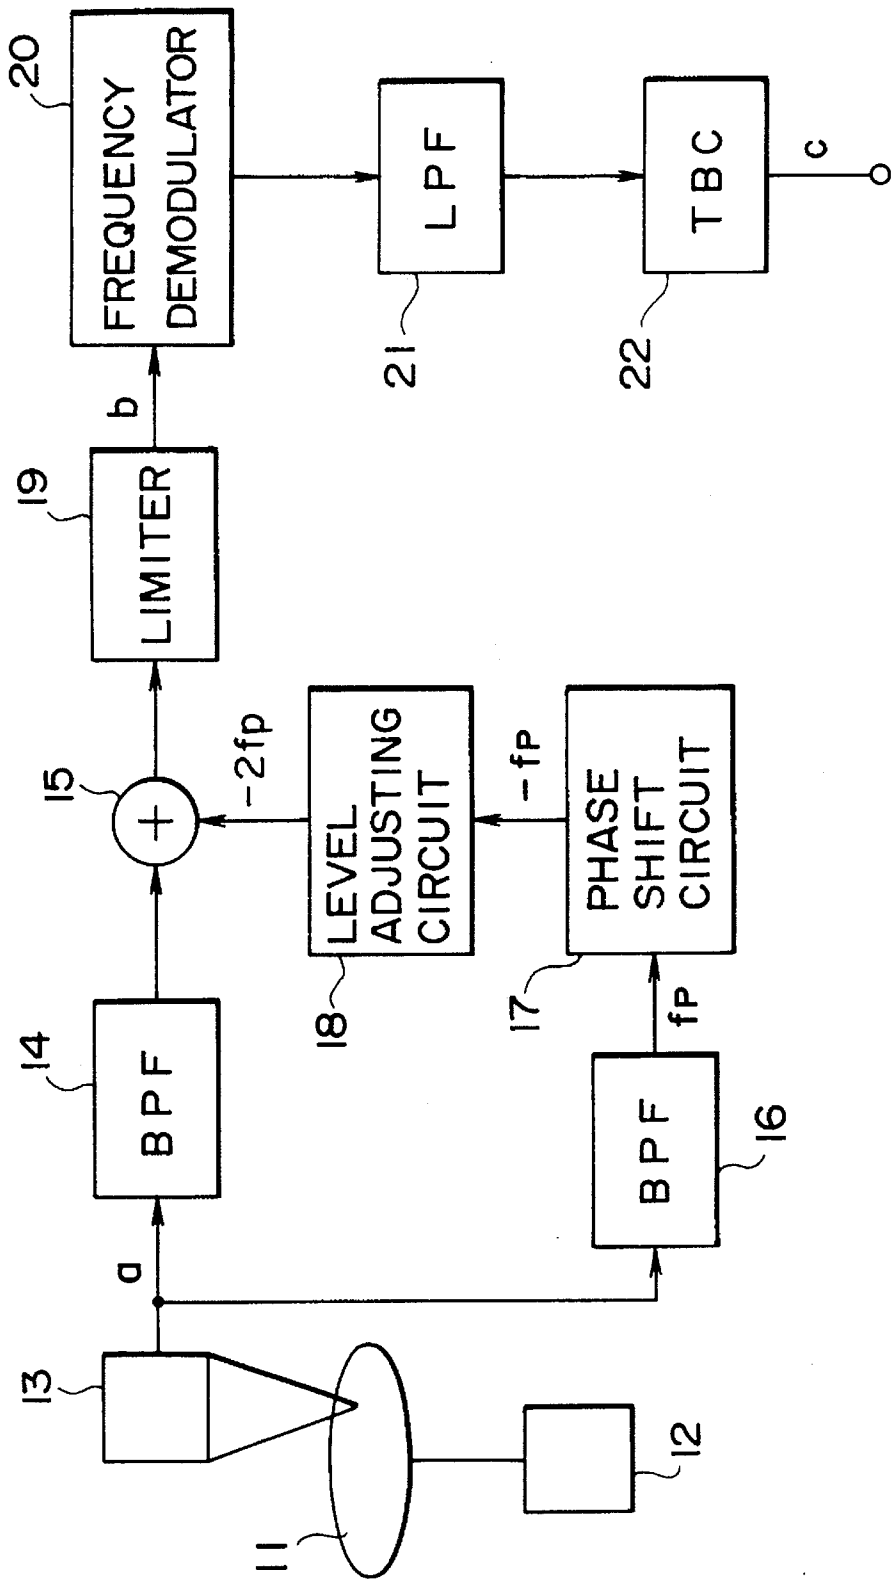 13
a
14
BPF
15
+
19
LIMITER
b
20
FREQUENCY
DEMODULATOR
11
12
18
LEVEL
ADJUSTING
CIRCUIT
-2fp
21
LPF
16
BPF
fp
17
PHASE
SHIFT
CIRCUIT
-fp
22
TBC
c